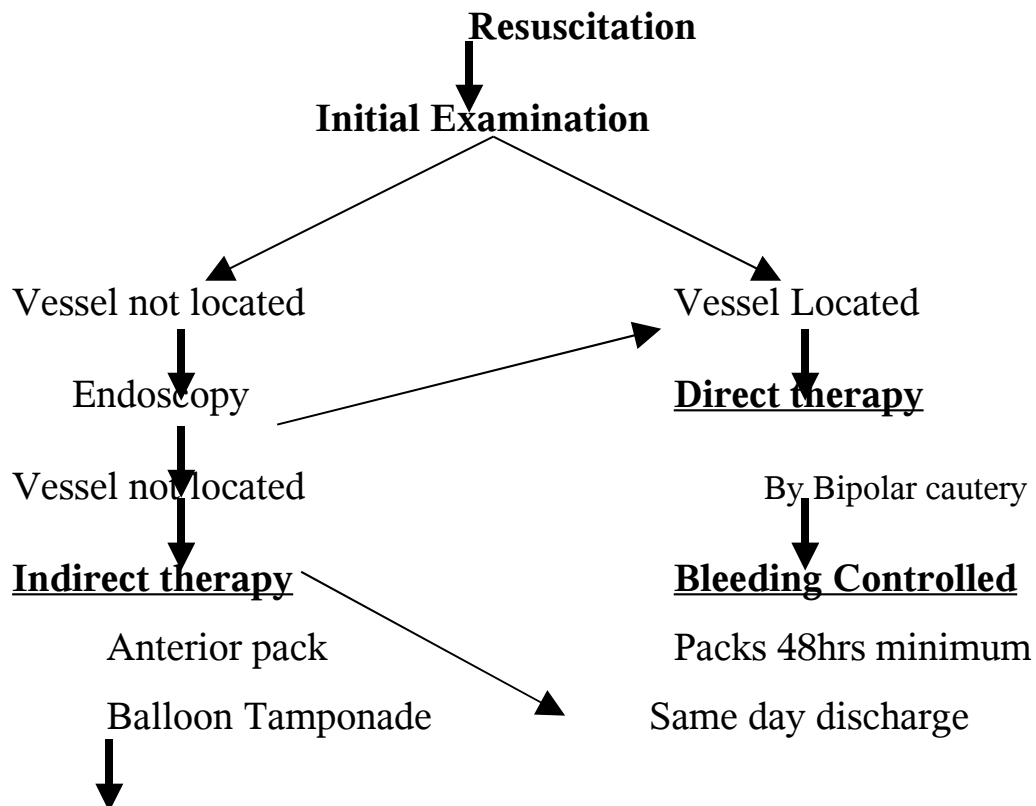 Resuscitation
Initial Examination
Vessel not located
Vessel Located
Endoscopy
Direct therapy
Vessel not located
By Bipolar cautery
Indirect therapy
Bleeding Controlled
Anterior pack
Packs 48hrs minimum
Balloon Tamponade
Same day discharge